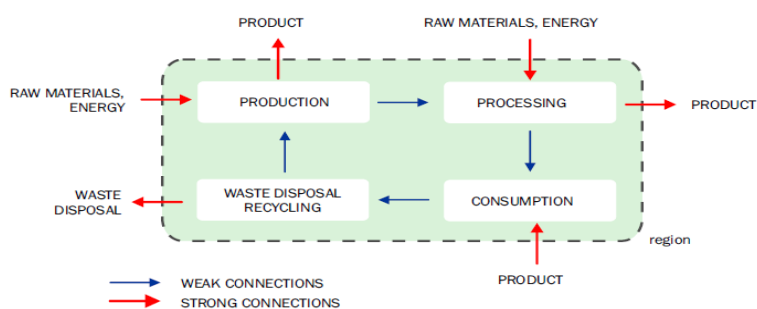 PRODUCT
RAW MATERIALS, ENERGY
RAW MATERIALS,
ENERGY
PRODUCTION
PROCESSING
PRODUCT
WASTE
DISPOSAL
WASTE DISPOSAL
RECYCLING
CONSUMPTION
region
PRODUCT
WEAK CONNECTIONS
STRONG CONNECTIONS